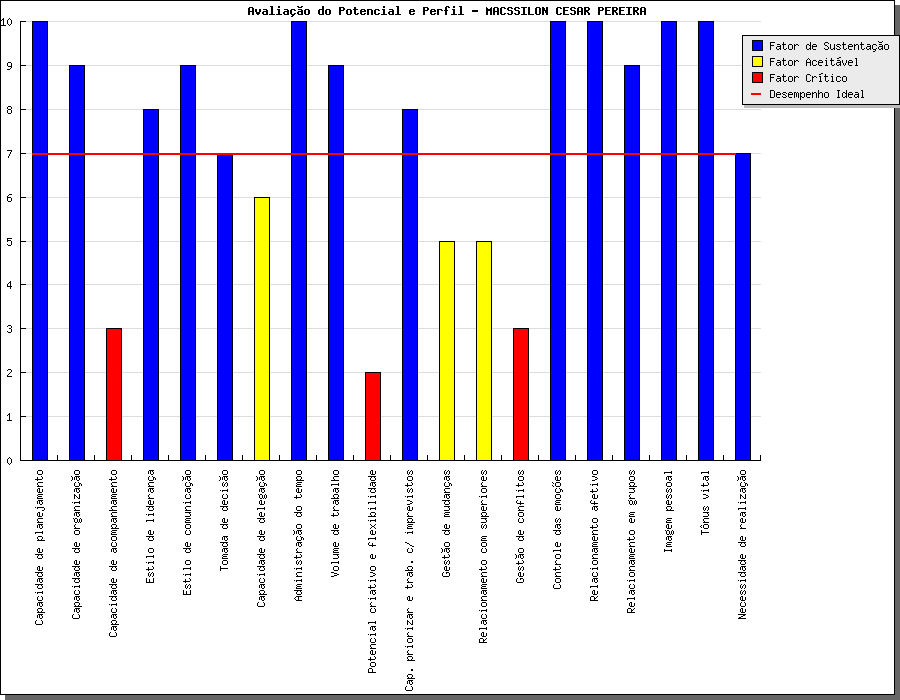 Avaliação do Potencial e Perfil - MACSSILON CESAR PEREIRA
Fator de Sustentação
Fator Aceitável
Fator Crítico
Desempenho Ideal
10
9
8
7
6
5
4
3
2
1
0
Capacidade de planejamento
Capacidade de organização
Capacidade de acompanhamento
Estilo de liderança
Estilo de comunicação
Tomada de decisão
Capacidade de delegação
Administração do tempo
Volume de trabalho
Potencial criativo e flexibilidade
Cap. priorizar e trab. c/ imprevistos
Gestão de mudanças
Relacionamento com superiores
Gestão de conflitos
Controle das emoções
Relacionamento afetivo
Relacionamento em grupos
Imagem pessoal
Tônus vital
Necessidade de realização